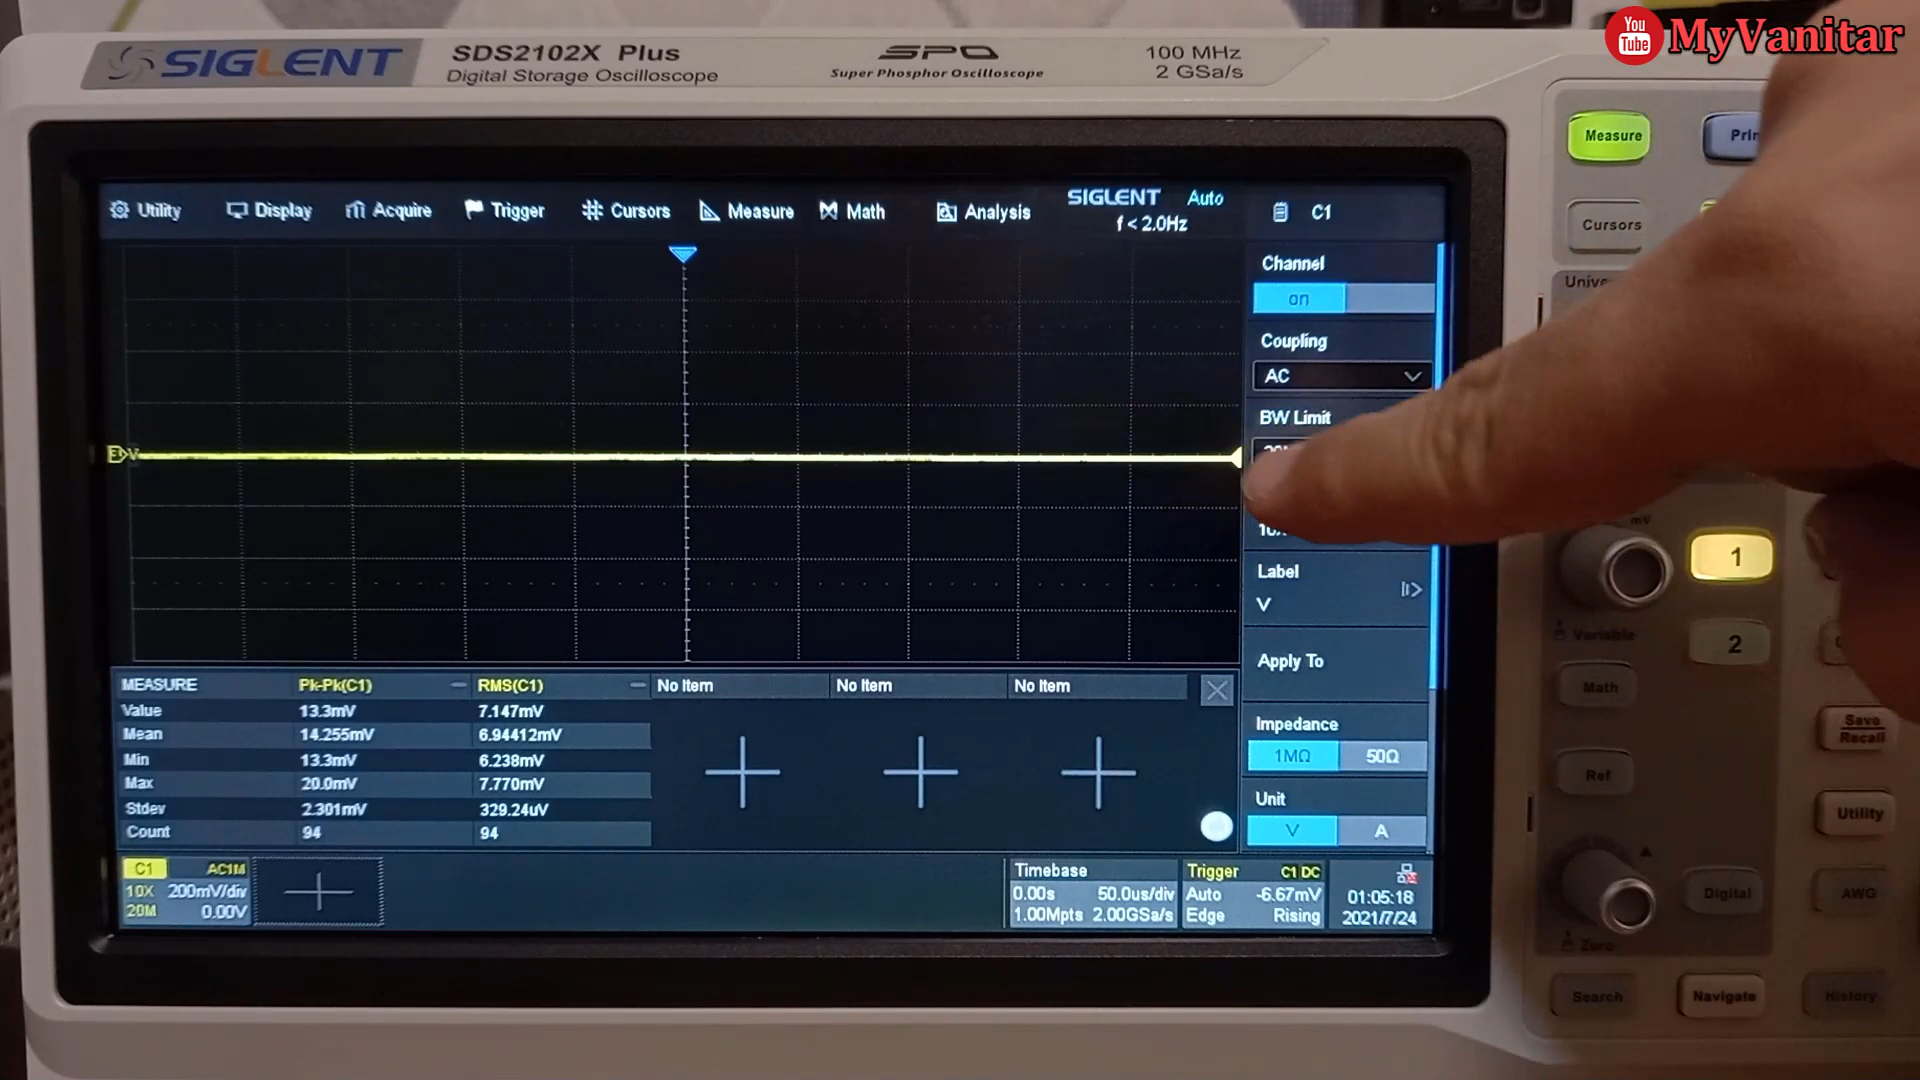 You
Tube
MyVanitar
SIGLENT
SDS2102X Plus
Digital Storage Oscilloscope
SPO
Super Phosphor Oscilloscope
100 MHz
2 GSa/s
Measure
Cursors
Utility
Display
Acquire
Trigger
Cursors
Measure
Math
Analysis
SIGLENT Auto
f < 2.0Hz
C1
Channel
on
Coupling
AC
BW Limit
Label
V
Apply To
Impedance
1MΩ 50Ω
Unit
V A
MEASURE Pk-Pk(C1) RMS(C1) No Item No Item No Item
Value 13.3mV 7.147mV
Mean 14.255mV 6.94412mV
Min 13.3mV 6.238mV
Max 20.0mV 7.770mV
Stdev 2.301mV 329.24uV
Count 94 94
C1 AC1M
10X 200mV/div
20M 0.00V
Timebase
0.00s 50.0us/div
1.00Mpts 2.00GSa/s
Trigger C1 DC
Auto -6.67mV
Edge Rising
01:05:18
2021/7/24
mV
1
Variable
2
Math
Save
Recall
Ref
Utility
Digital
AWG
Zero
Search
Navigate
History